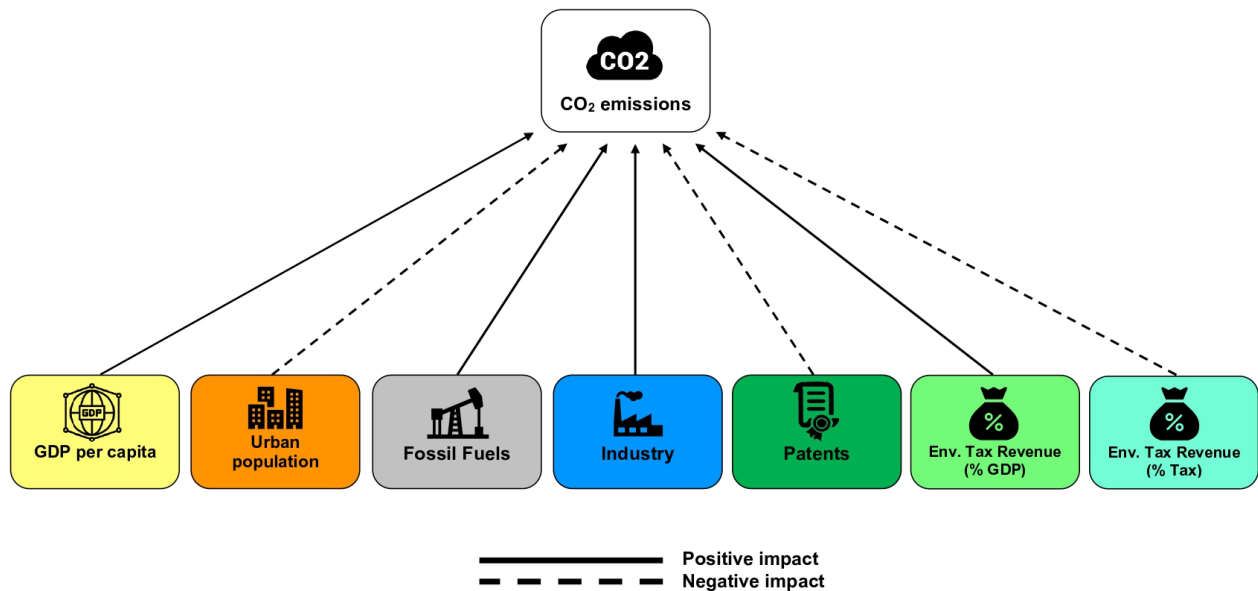 CO2
CO₂ emissions
GDP
GDP per capita
Urban
population
Fossil Fuels
Industry
Patents
%
Env. Tax Revenue
(% GDP)
%
Env. Tax Revenue
(% Tax)
Positive impact
Negative impact